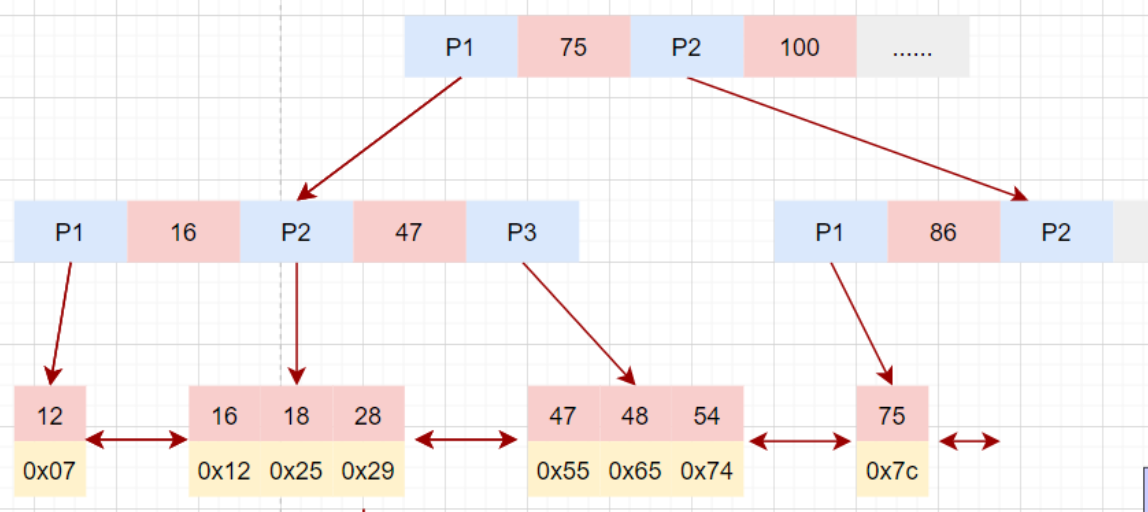 P1 75 P2 100 ......
P1 16 P2 47 P3
P1 86 P2
12
16 18 28
47 48 54
75
0x07
0x12 0x25 0x29
0x55 0x65 0x74
0x7c